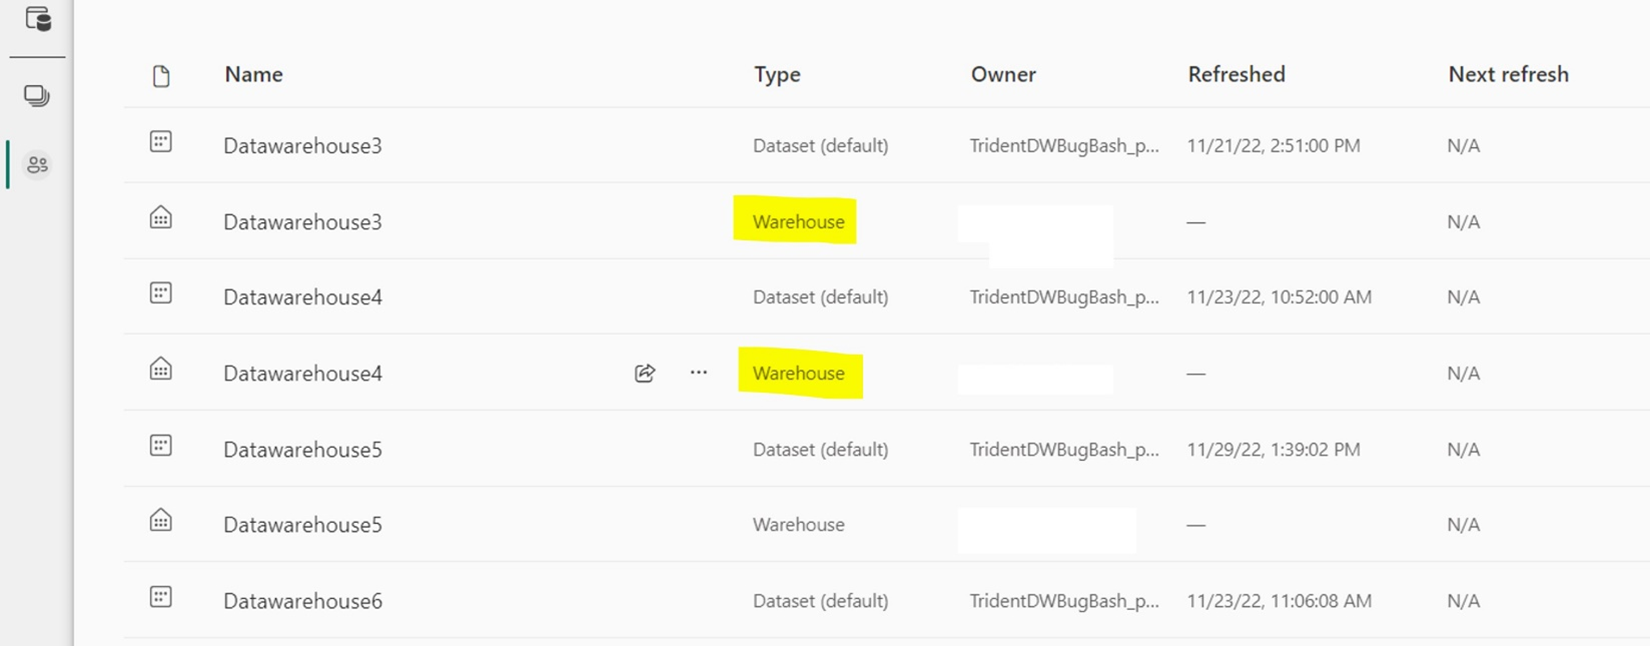 Name Type Owner Refreshed Next refresh
Datawarehouse3 Dataset (default) TridentDWBugBash_p... 11/21/22, 2:51:00 PM N/A
Datawarehouse3 Warehouse — N/A
Datawarehouse4 Dataset (default) TridentDWBugBash_p... 11/23/22, 10:52:00 AM N/A
Datawarehouse4 ... Warehouse — N/A
Datawarehouse5 Dataset (default) TridentDWBugBash_p... 11/29/22, 1:39:02 PM N/A
Datawarehouse5 Warehouse — N/A
Datawarehouse6 Dataset (default) TridentDWBugBash_p... 11/23/22, 11:06:08 AM N/A